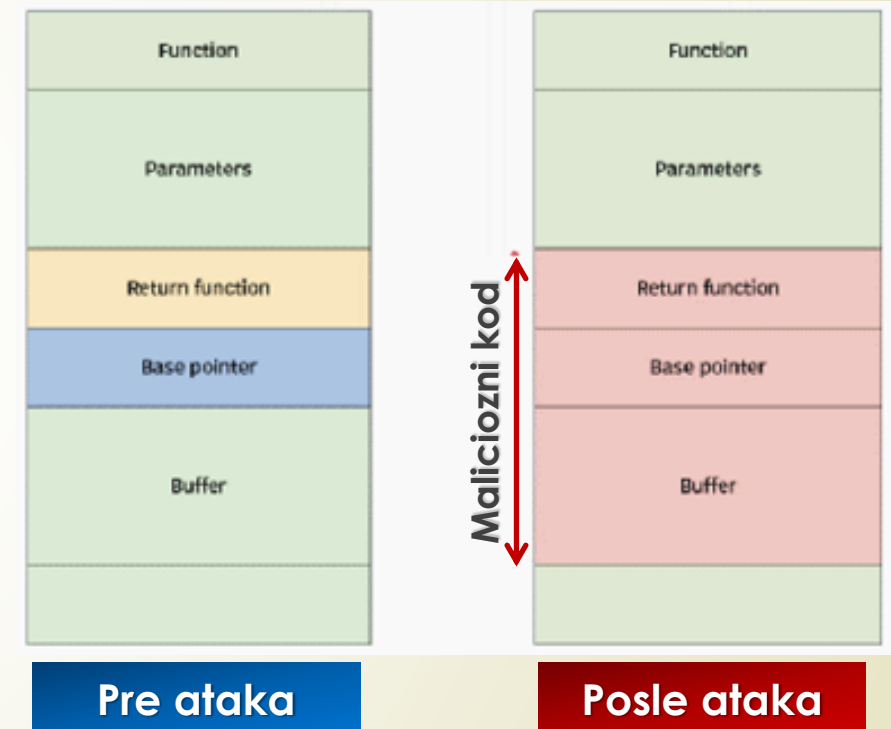 Function
Parameters
Return function
Base pointer
Buffer
Pre ataka
Maliciozni kod
Function
Parameters
Return function
Base pointer
Buffer
Posle ataka